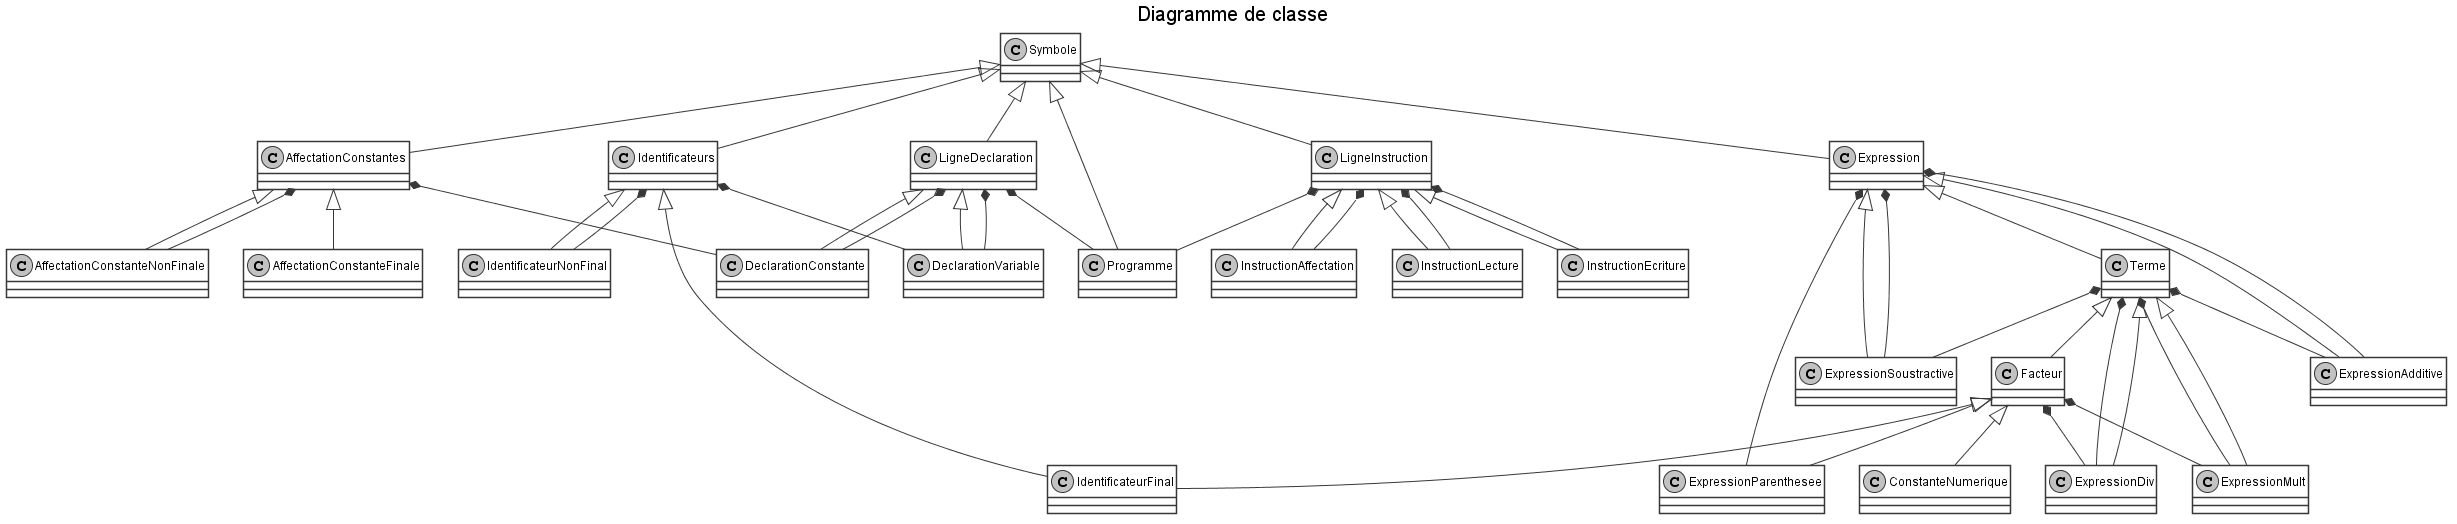 Diagramme de classe
C Symbole
C AffectationConstantes
C Identificateurs
C LigneDeclaration
C LigneInstruction
C Expression
C AffectationConstanteNonFinale
C AffectationConstanteFinale
C IdentificateurNonFinal
C DeclarationConstante
C DeclarationVariable
C Programme
C InstructionAffectation
C InstructionLecture
C InstructionEcriture
C Terme
C ExpressionSoustractive
C Facteur
C ExpressionAdditive
C IdentificateurFinal
C ExpressionParenthesee
C ConstanteNumerique
C ExpressionDiv
C ExpressionMult